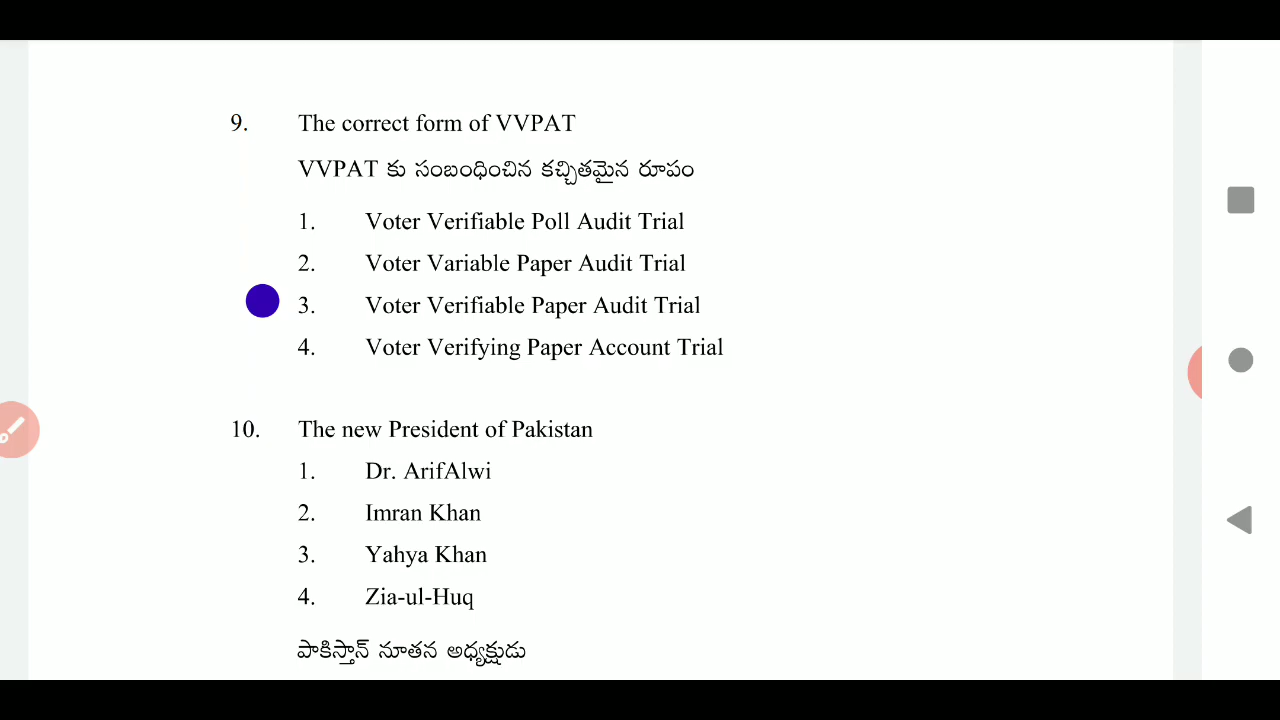 9. The correct form of VVPAT
VVPAT కు సంబంధించిన కచ్చితమైన రూపం
1. Voter Verifiable Poll Audit Trial
2. Voter Variable Paper Audit Trial
3. Voter Verifiable Paper Audit Trial
4. Voter Verifying Paper Account Trial
10. The new President of Pakistan
1. Dr. ArifAlwi
2. Imran Khan
3. Yahya Khan
4. Zia-ul-Huq
పాకిస్తాన్ నూతన అధ్యక్షుడు